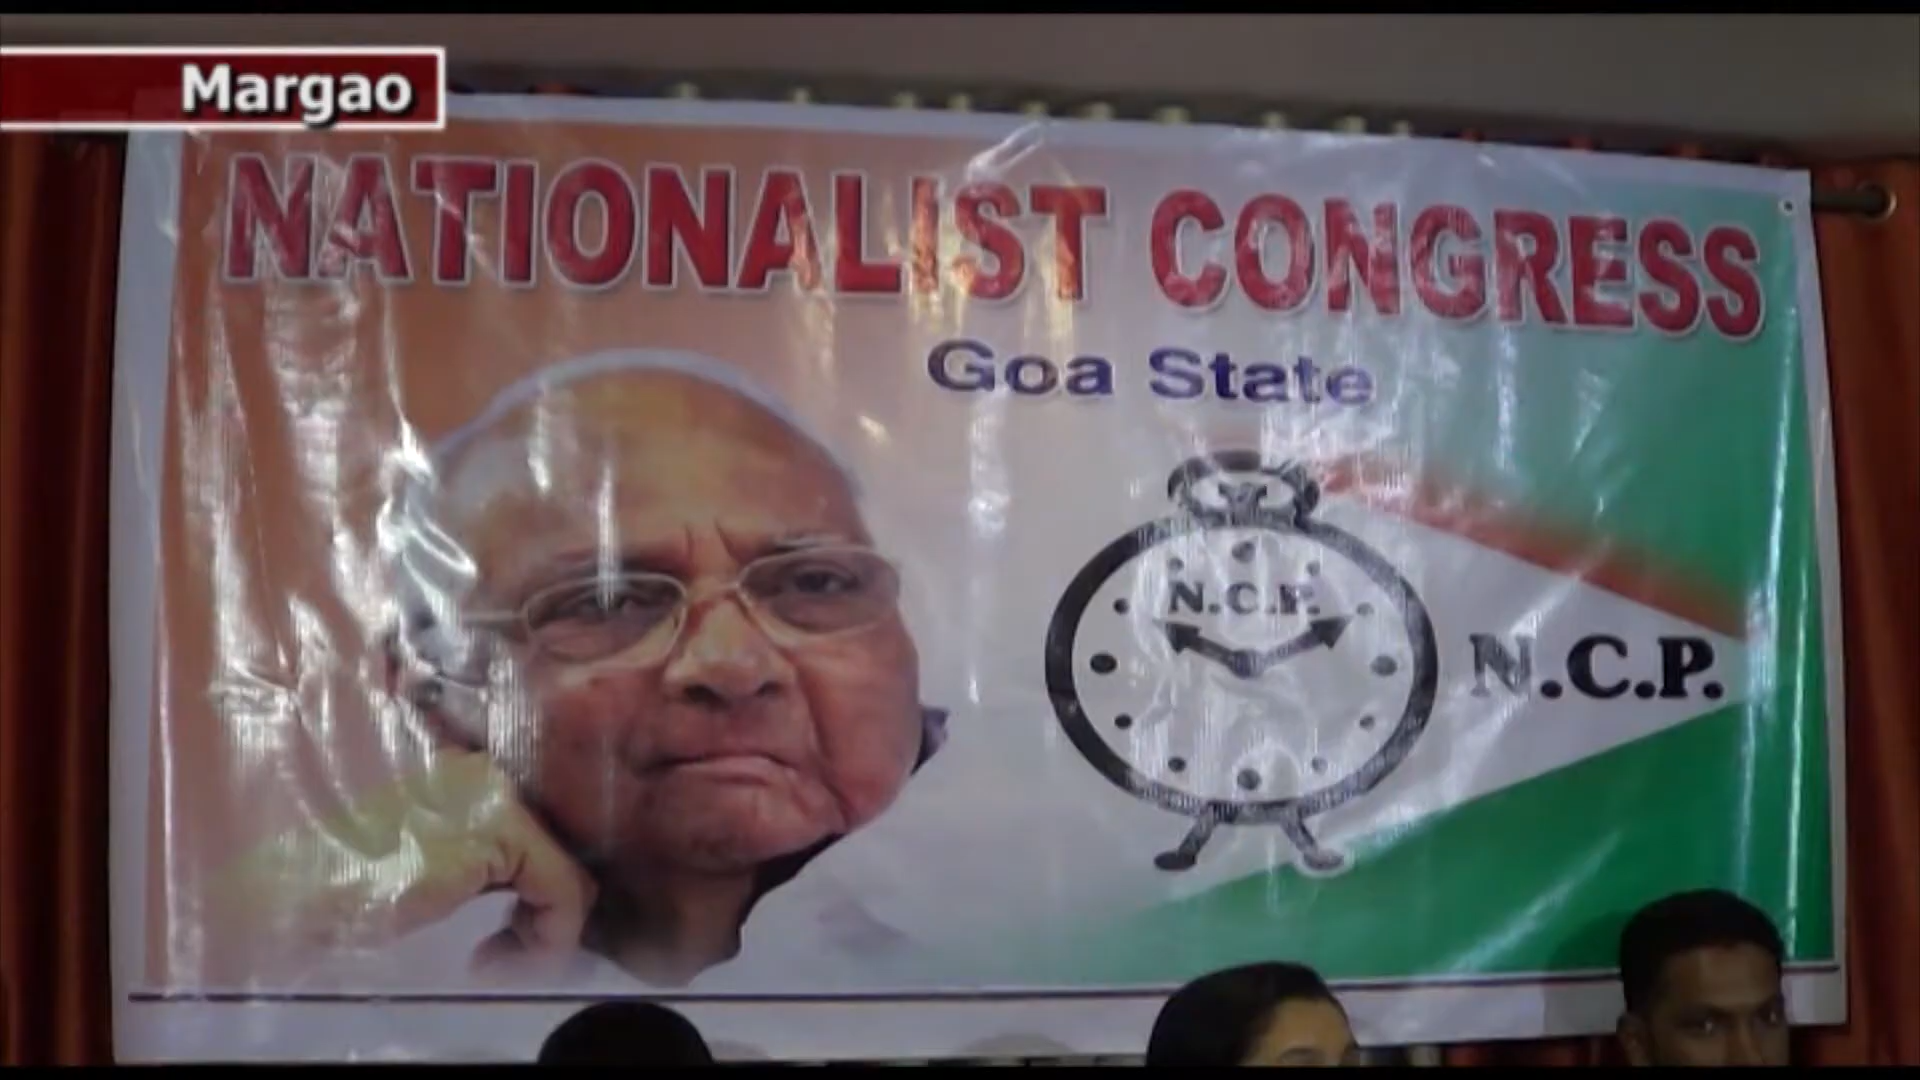 Margao
NATIONALIST CONGRESS
Goa State
N.C.P.
N.C.P.